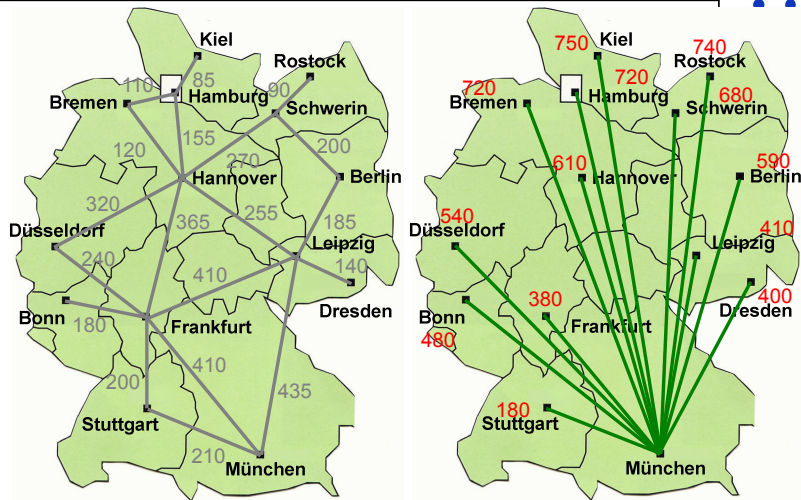 Kiel
Rostock
110
85
90
Bremen
Hamburg
Schwerin
120
155
270
200
Hannover
Berlin
320
365
255
185
Düsseldorf
Leipzig
240
410
140
Bonn
180
Frankfurt
Dresden
200
410
435
Stuttgart
210
München
750
Kiel
740
Rostock
720
720
680
Bremen
Hamburg
Schwerin
610
590
Hannover
Berlin
540
410
Düsseldorf
Leipzig
380
400
Bonn
Frankfurt
Dresden
480
180
Stuttgart
München